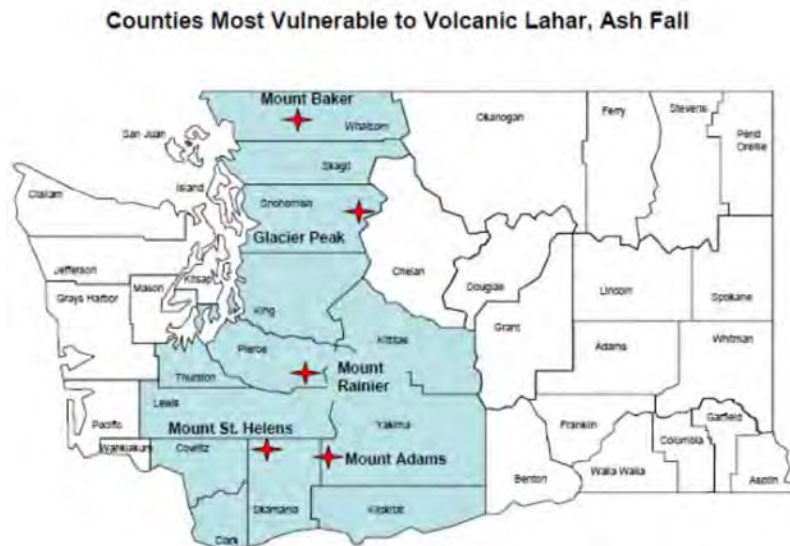 Counties Most Vulnerable to Volcanic Lahar, Ash Fall
Mount Baker
Whatcom
San Juan
Okanogan
Ferry
Stevens
Pend
Oreille
Skagit
Island
Snohomish
Clallam
Glacier Peak
Chelan
Jefferson
Kitsap
Douglas
Lincoln
Spokane
Grays Harbor
Mason
King
Grant
Kittitas
Adams
Whitman
Pierce
Mount
Rainier
Thurston
Lewis
Pacific
Mount St. Helens
Yakima
Franklin
Garfield
Wahkiakum
Cowlitz
Mount Adams
Columbia
Walla Walla
Benton
Asotin
Skamania
Klickitat
Clark